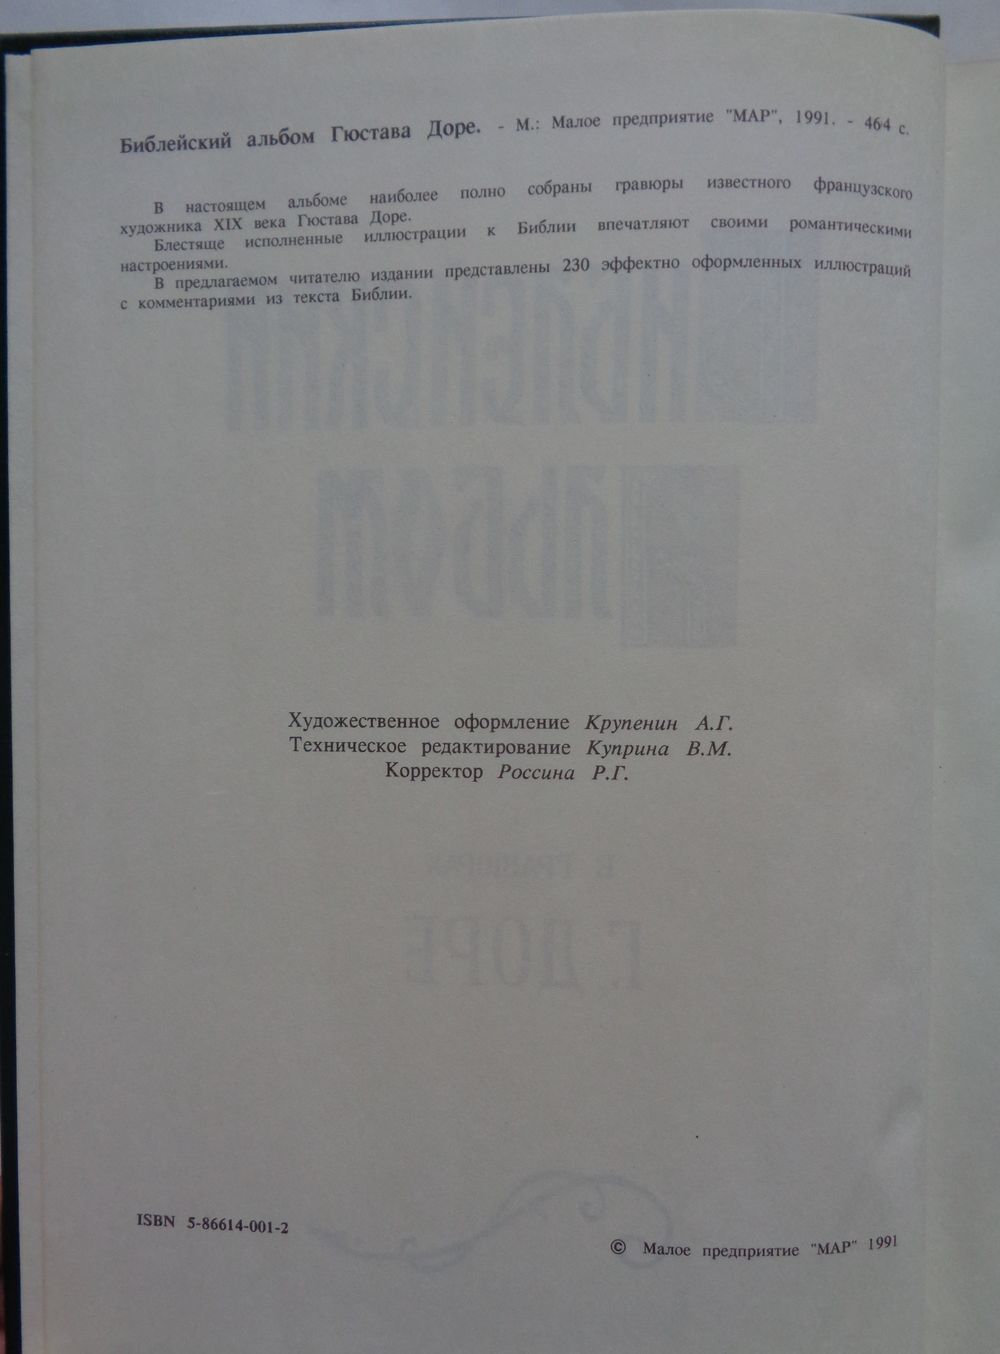 Библейский альбом Гюстава Доре. - М.: Малое предприятие "МАР", 1991. - 464 с.
В настоящем альбоме наиболее полно собраны гравюры известного французского
художника XIX века Гюстава Доре.
Блестяще исполненные иллюстрации к Библии впечатляют своими романтическими
настроениями.
В предлагаемом читателю издании представлены 230 эффектно оформленных иллюстраций
с комментариями из текста Библии.
Художественное оформление Крупенин А.Г.
Техническое редактирование Куприна В.М.
Корректор Россина Р.Г.
ISBN 5-86614-001-2
© Малое предприятие "МАР" 1991